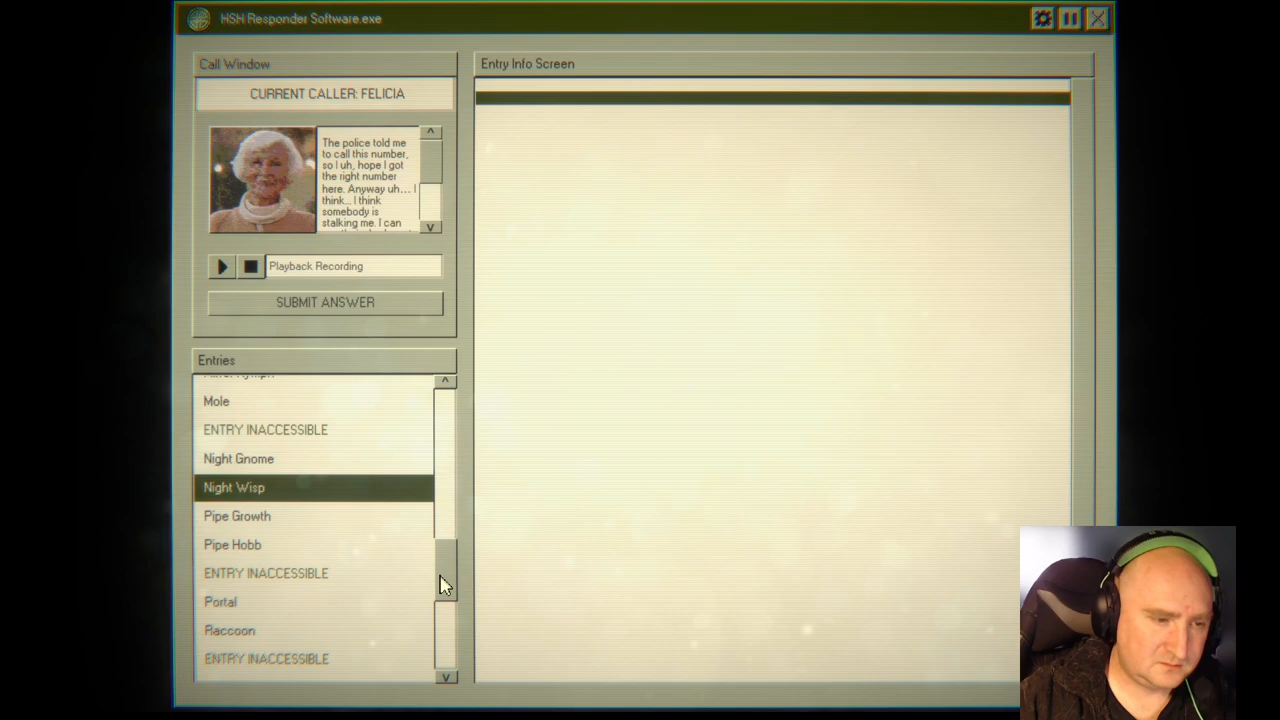 HSH Responder Software.exe
Call Window
Entry Info Screen
CURRENT CALLER: FELICIA
The police told me
to call this number,
so I uh, hope I got
the right number
here. Anyway uh... I
think... I think
somebody is
stalking me. I can
Playback Recording
SUBMIT ANSWER
Entries
Mole
ENTRY INACCESSIBLE
Night Gnome
Night Wisp
Pipe Growth
Pipe Hobb
ENTRY INACCESSIBLE
Portal
Raccoon
ENTRY INACCESSIBLE